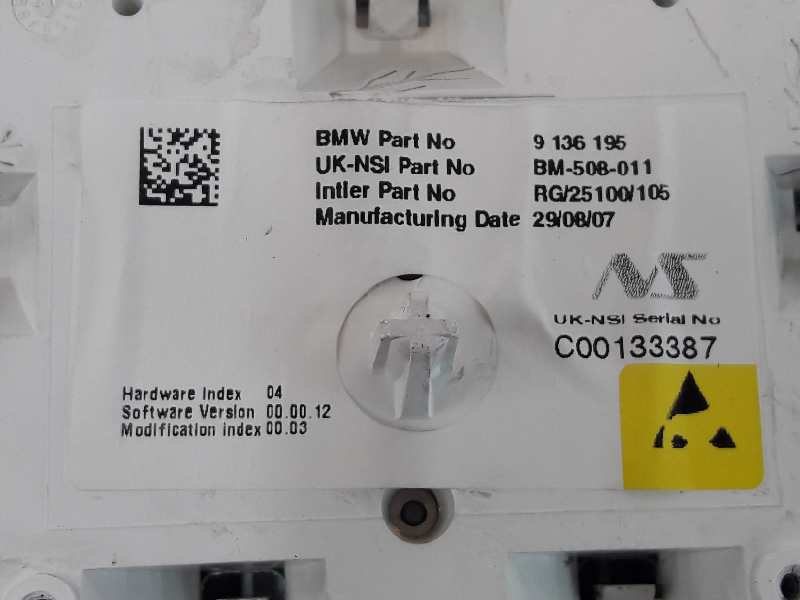 BMW Part No 9 136 195
UK-NSI Part No BM-508-011
Intier Part No RG/25100/105
Manufacturing Date 29/08/07
NS
UK-NSI Serial No
C00133387
Hardware Index 04
Software Version 00.00.12
Modification Index 00.03